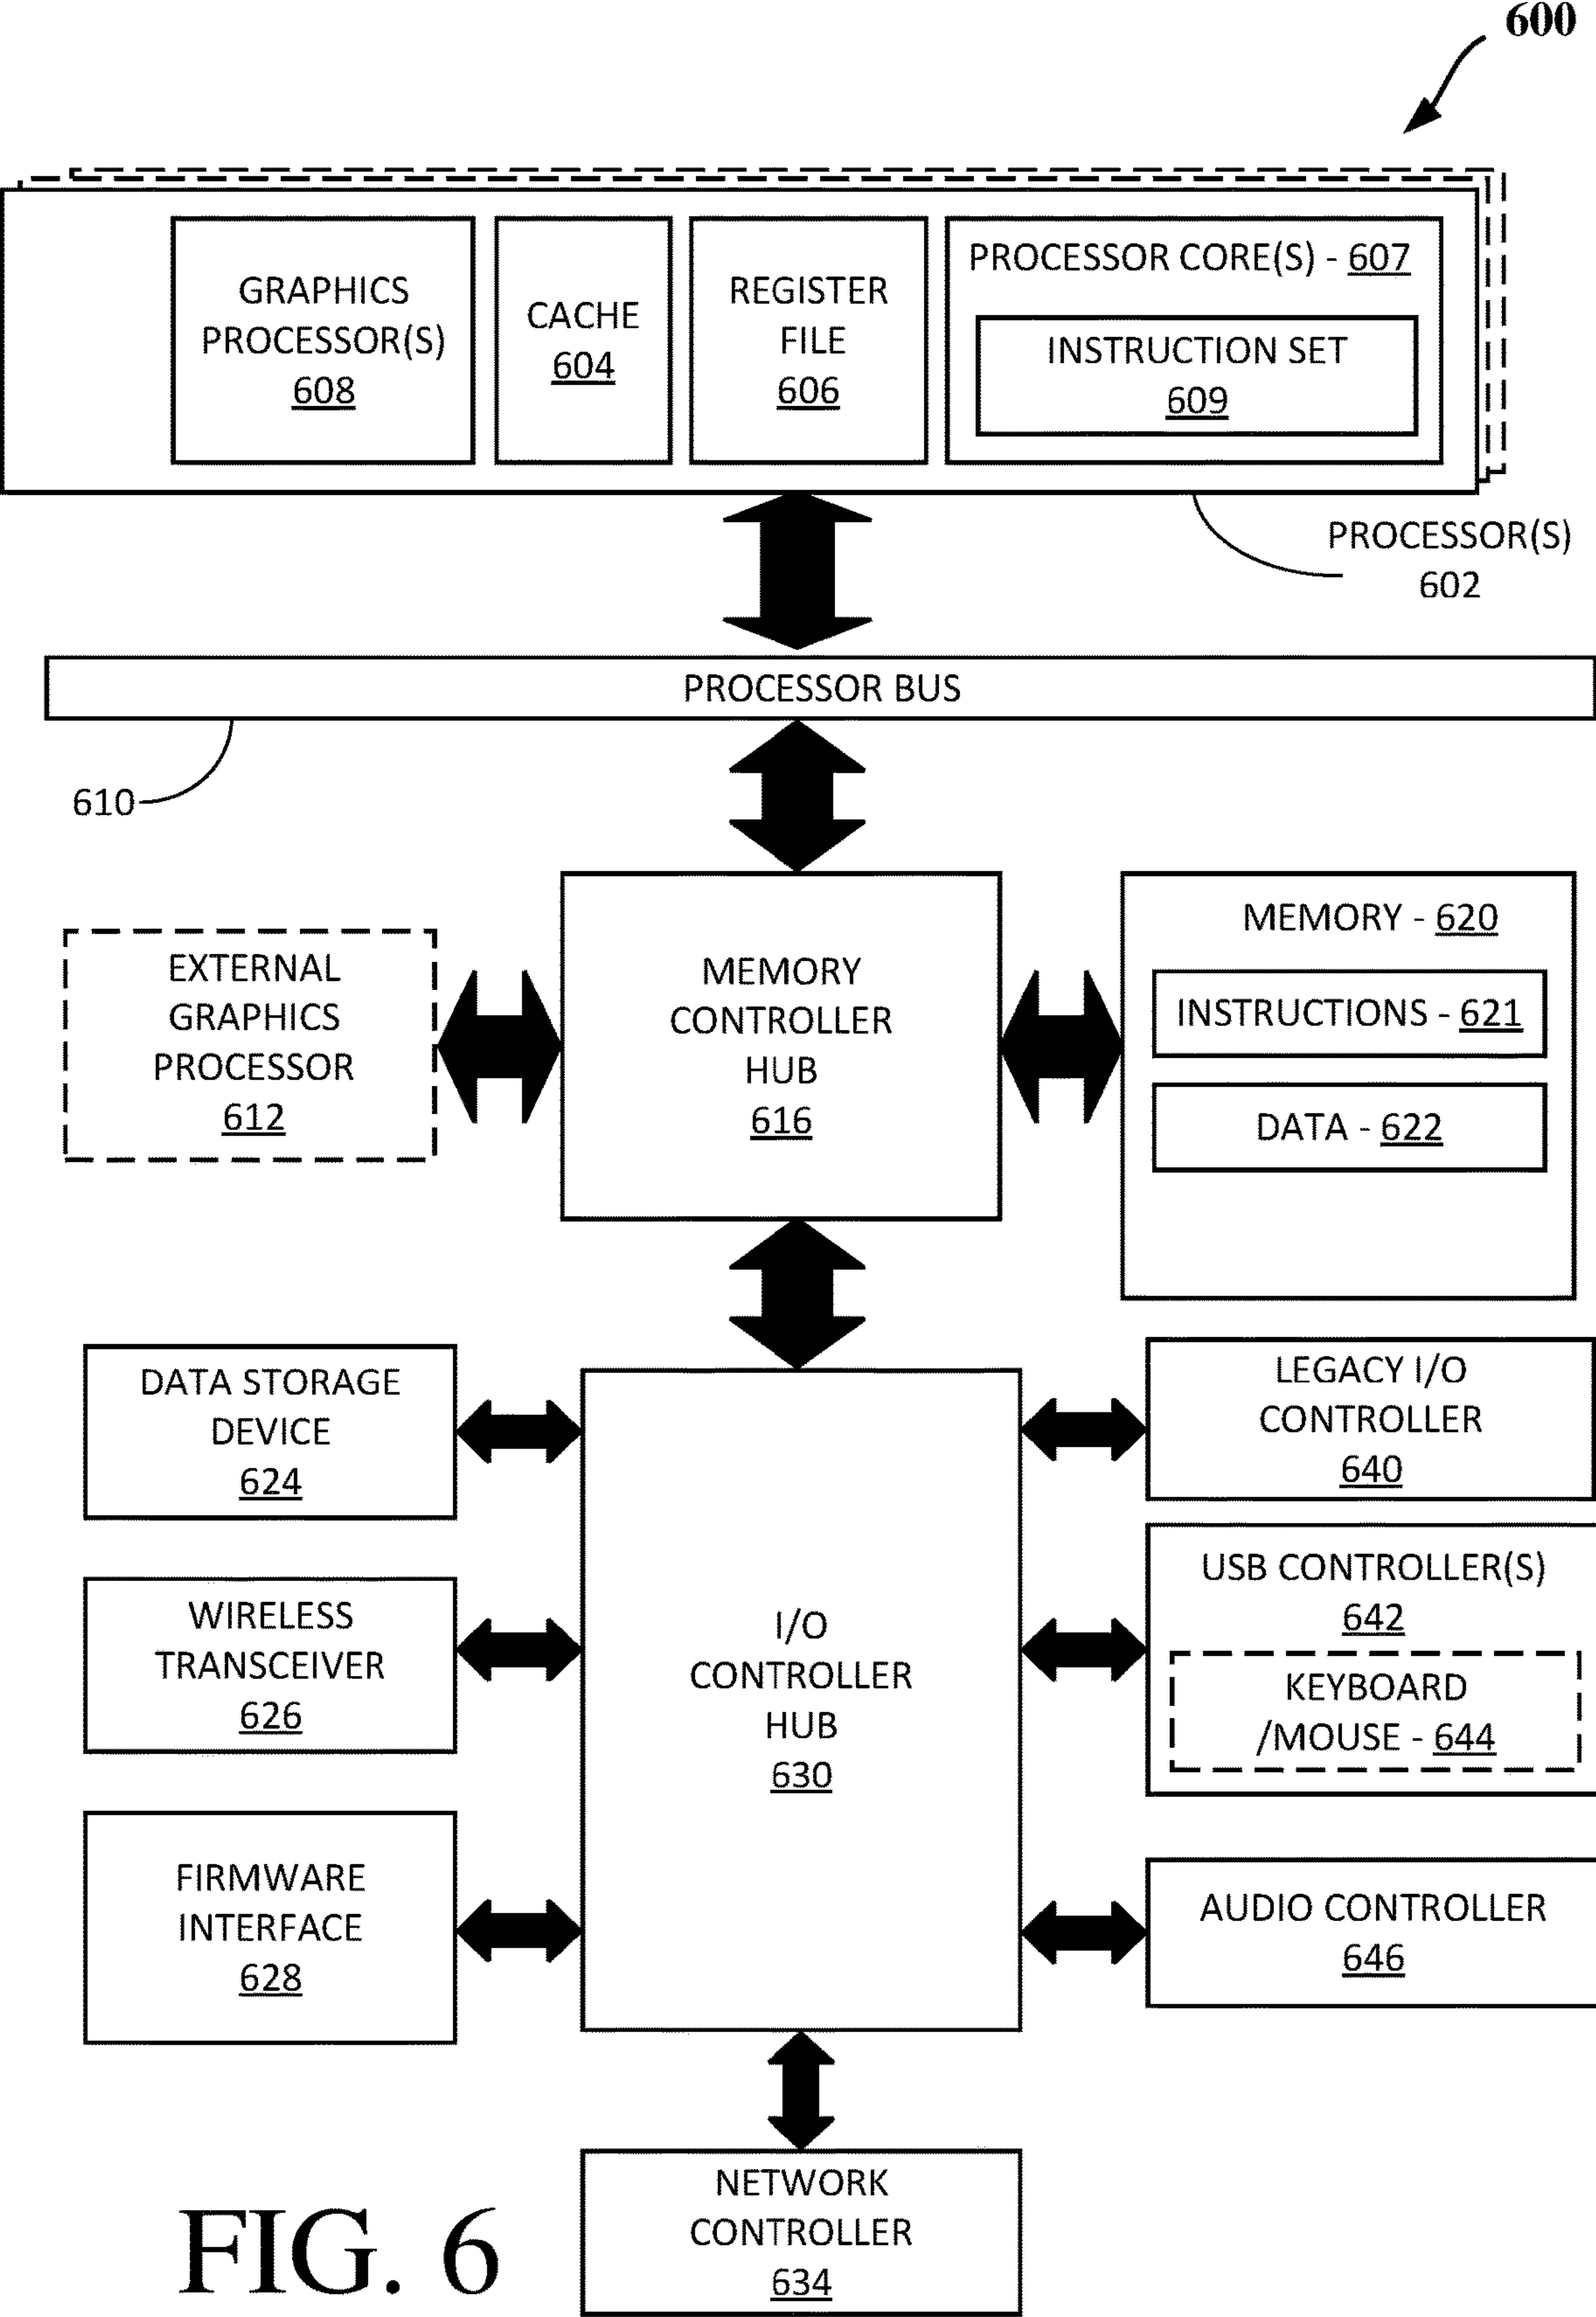 600
GRAPHICS
PROCESSOR(S)
608
CACHE
604
REGISTER
FILE
606
PROCESSOR CORE(S) - 607
INSTRUCTION SET
609
PROCESSOR(S)
602
PROCESSOR BUS
610
EXTERNAL
GRAPHICS
PROCESSOR
612
MEMORY
CONTROLLER
HUB
616
MEMORY - 620
INSTRUCTIONS - 621
DATA - 622
DATA STORAGE
DEVICE
624
WIRELESS
TRANSCEIVER
626
FIRMWARE
INTERFACE
628
I/O
CONTROLLER
HUB
630
LEGACY I/O
CONTROLLER
640
USB CONTROLLER(S)
642
KEYBOARD
/MOUSE - 644
AUDIO CONTROLLER
646
NETWORK
CONTROLLER
634
FIG. 6